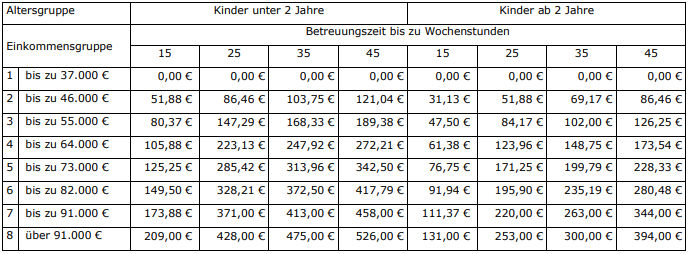 Altersgruppe Kinder unter 2 Jahre Kinder ab 2 Jahre
Einkommensgruppe Betreuungszeit bis zu Wochenstunden
15 25 35 45 15 25 35 45
1 bis zu 37.000 € 0,00 € 0,00 € 0,00 € 0,00 € 0,00 € 0,00 € 0,00 € 0,00 €
2 bis zu 46.000 € 51,88 € 86,46 € 103,75 € 121,04 € 31,13 € 51,88 € 69,17 € 86,46 €
3 bis zu 55.000 € 80,37 € 147,29 € 168,33 € 189,38 € 47,50 € 84,17 € 102,00 € 126,25 €
4 bis zu 64.000 € 105,88 € 223,13 € 247,92 € 272,21 € 61,38 € 123,96 € 148,75 € 173,54 €
5 bis zu 73.000 € 125,25 € 285,42 € 313,96 € 342,50 € 76,75 € 171,25 € 199,79 € 228,33 €
6 bis zu 82.000 € 149,50 € 328,21 € 372,50 € 417,79 € 91,94 € 195,90 € 235,19 € 280,48 €
7 bis zu 91.000 € 173,88 € 371,00 € 413,00 € 458,00 € 111,37 € 220,00 € 263,00 € 344,00 €
8 über 91.000 € 209,00 € 428,00 € 475,00 € 526,00 € 131,00 € 253,00 € 300,00 € 394,00 €